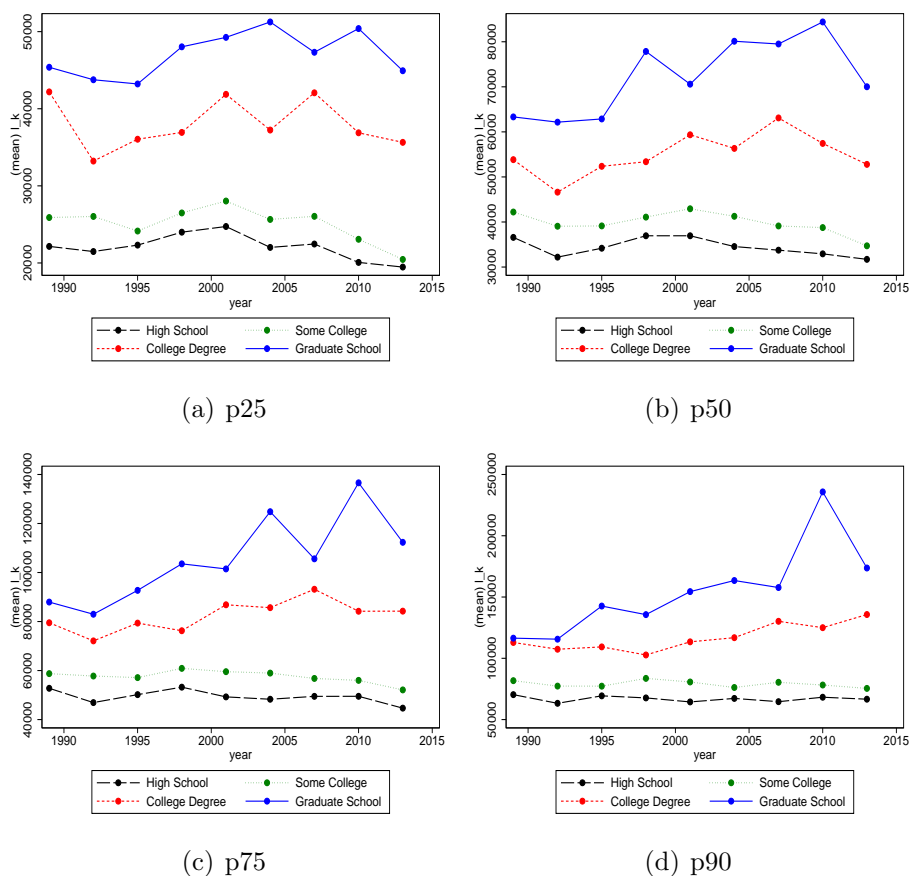 (mean) l_k
20000 30000 40000 50000
1990 1995 2000 2005 2010 2015
year
High School Some College
College Degree Graduate School
(a) p25
(mean) l_k
30000 40000 50000 60000 70000 80000
1990 1995 2000 2005 2010 2015
year
High School Some College
College Degree Graduate School
(b) p50
(mean) l_k
40000 60000 80000 100000 120000 140000
1990 1995 2000 2005 2010 2015
year
High School Some College
College Degree Graduate School
(c) p75
(mean) l_k
50000 100000 150000 200000 250000
1990 1995 2000 2005 2010 2015
year
High School Some College
College Degree Graduate School
(d) p90